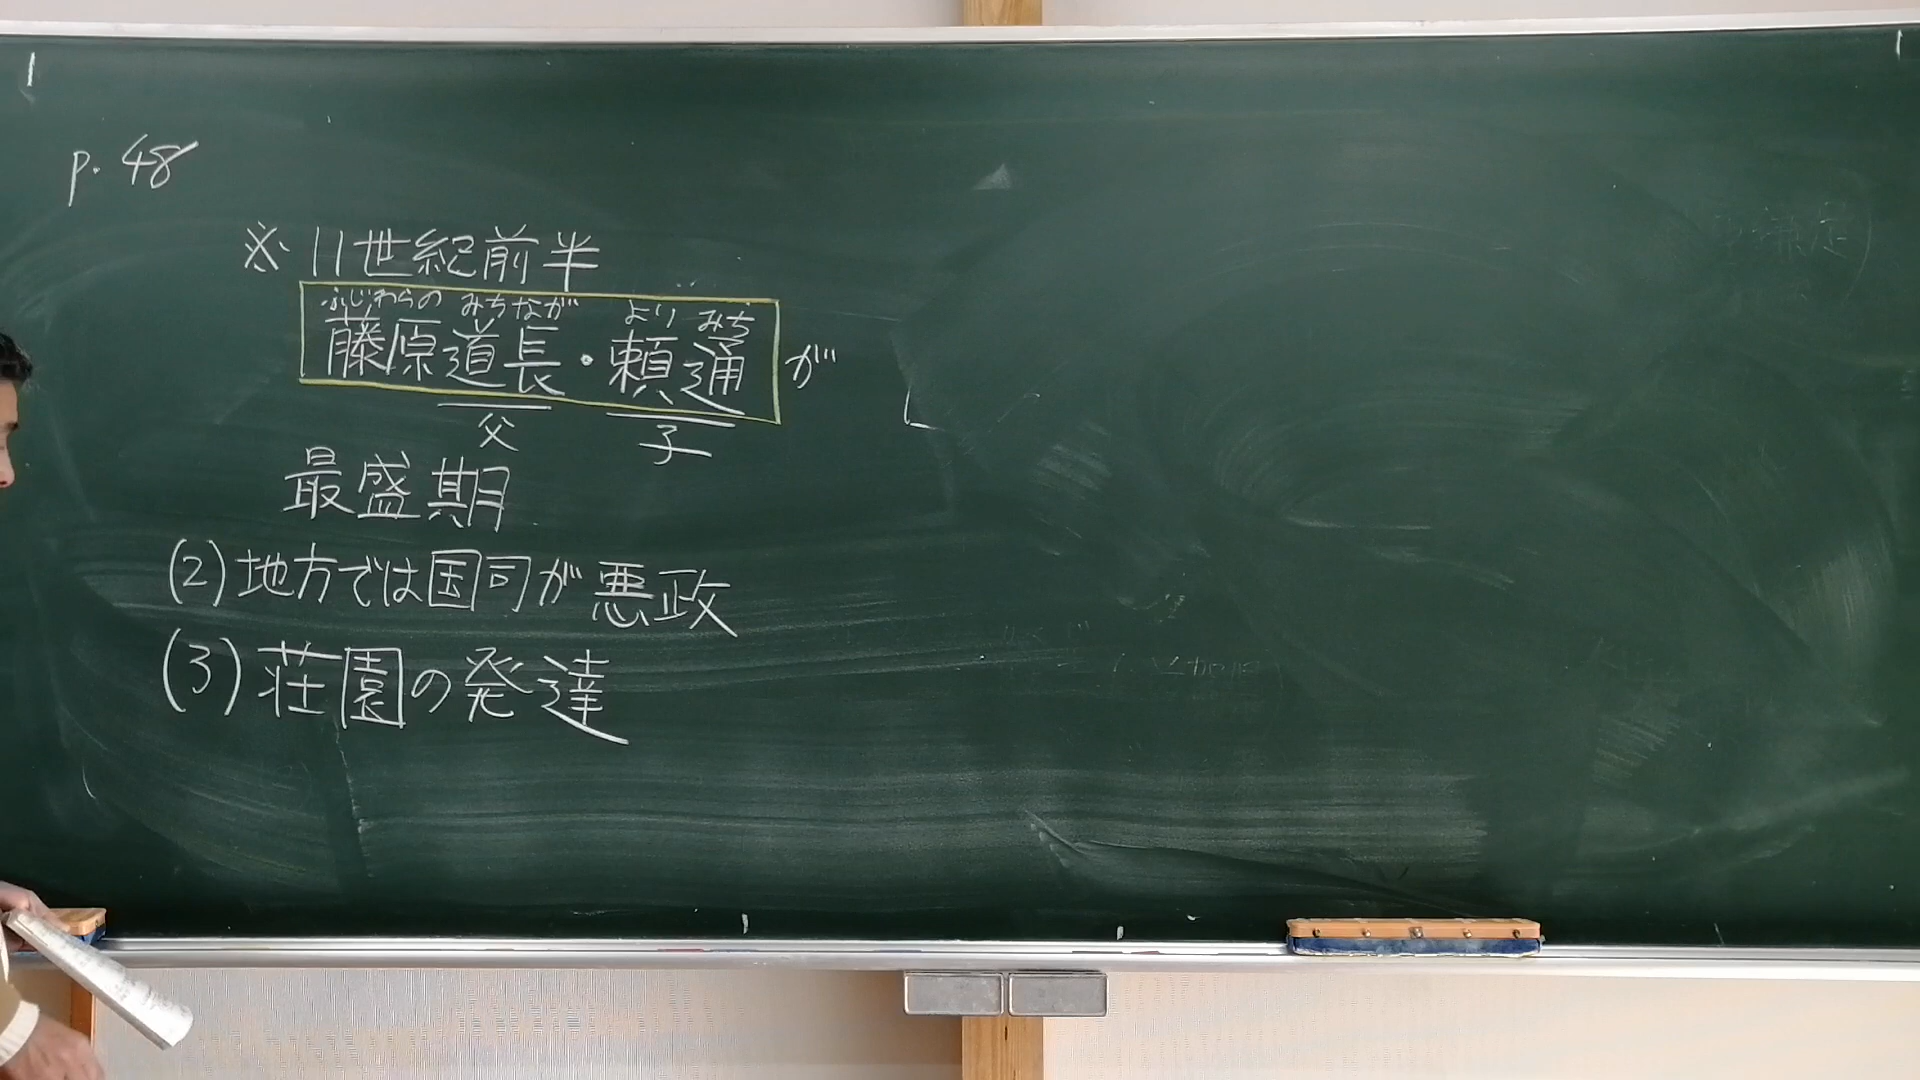 p. 48
※ 11世紀前半
ふじわらの みちなが より みち
藤原道長・頼通が
父 子
最盛期
(2)地方では国司が悪政
(3)荘園の発達